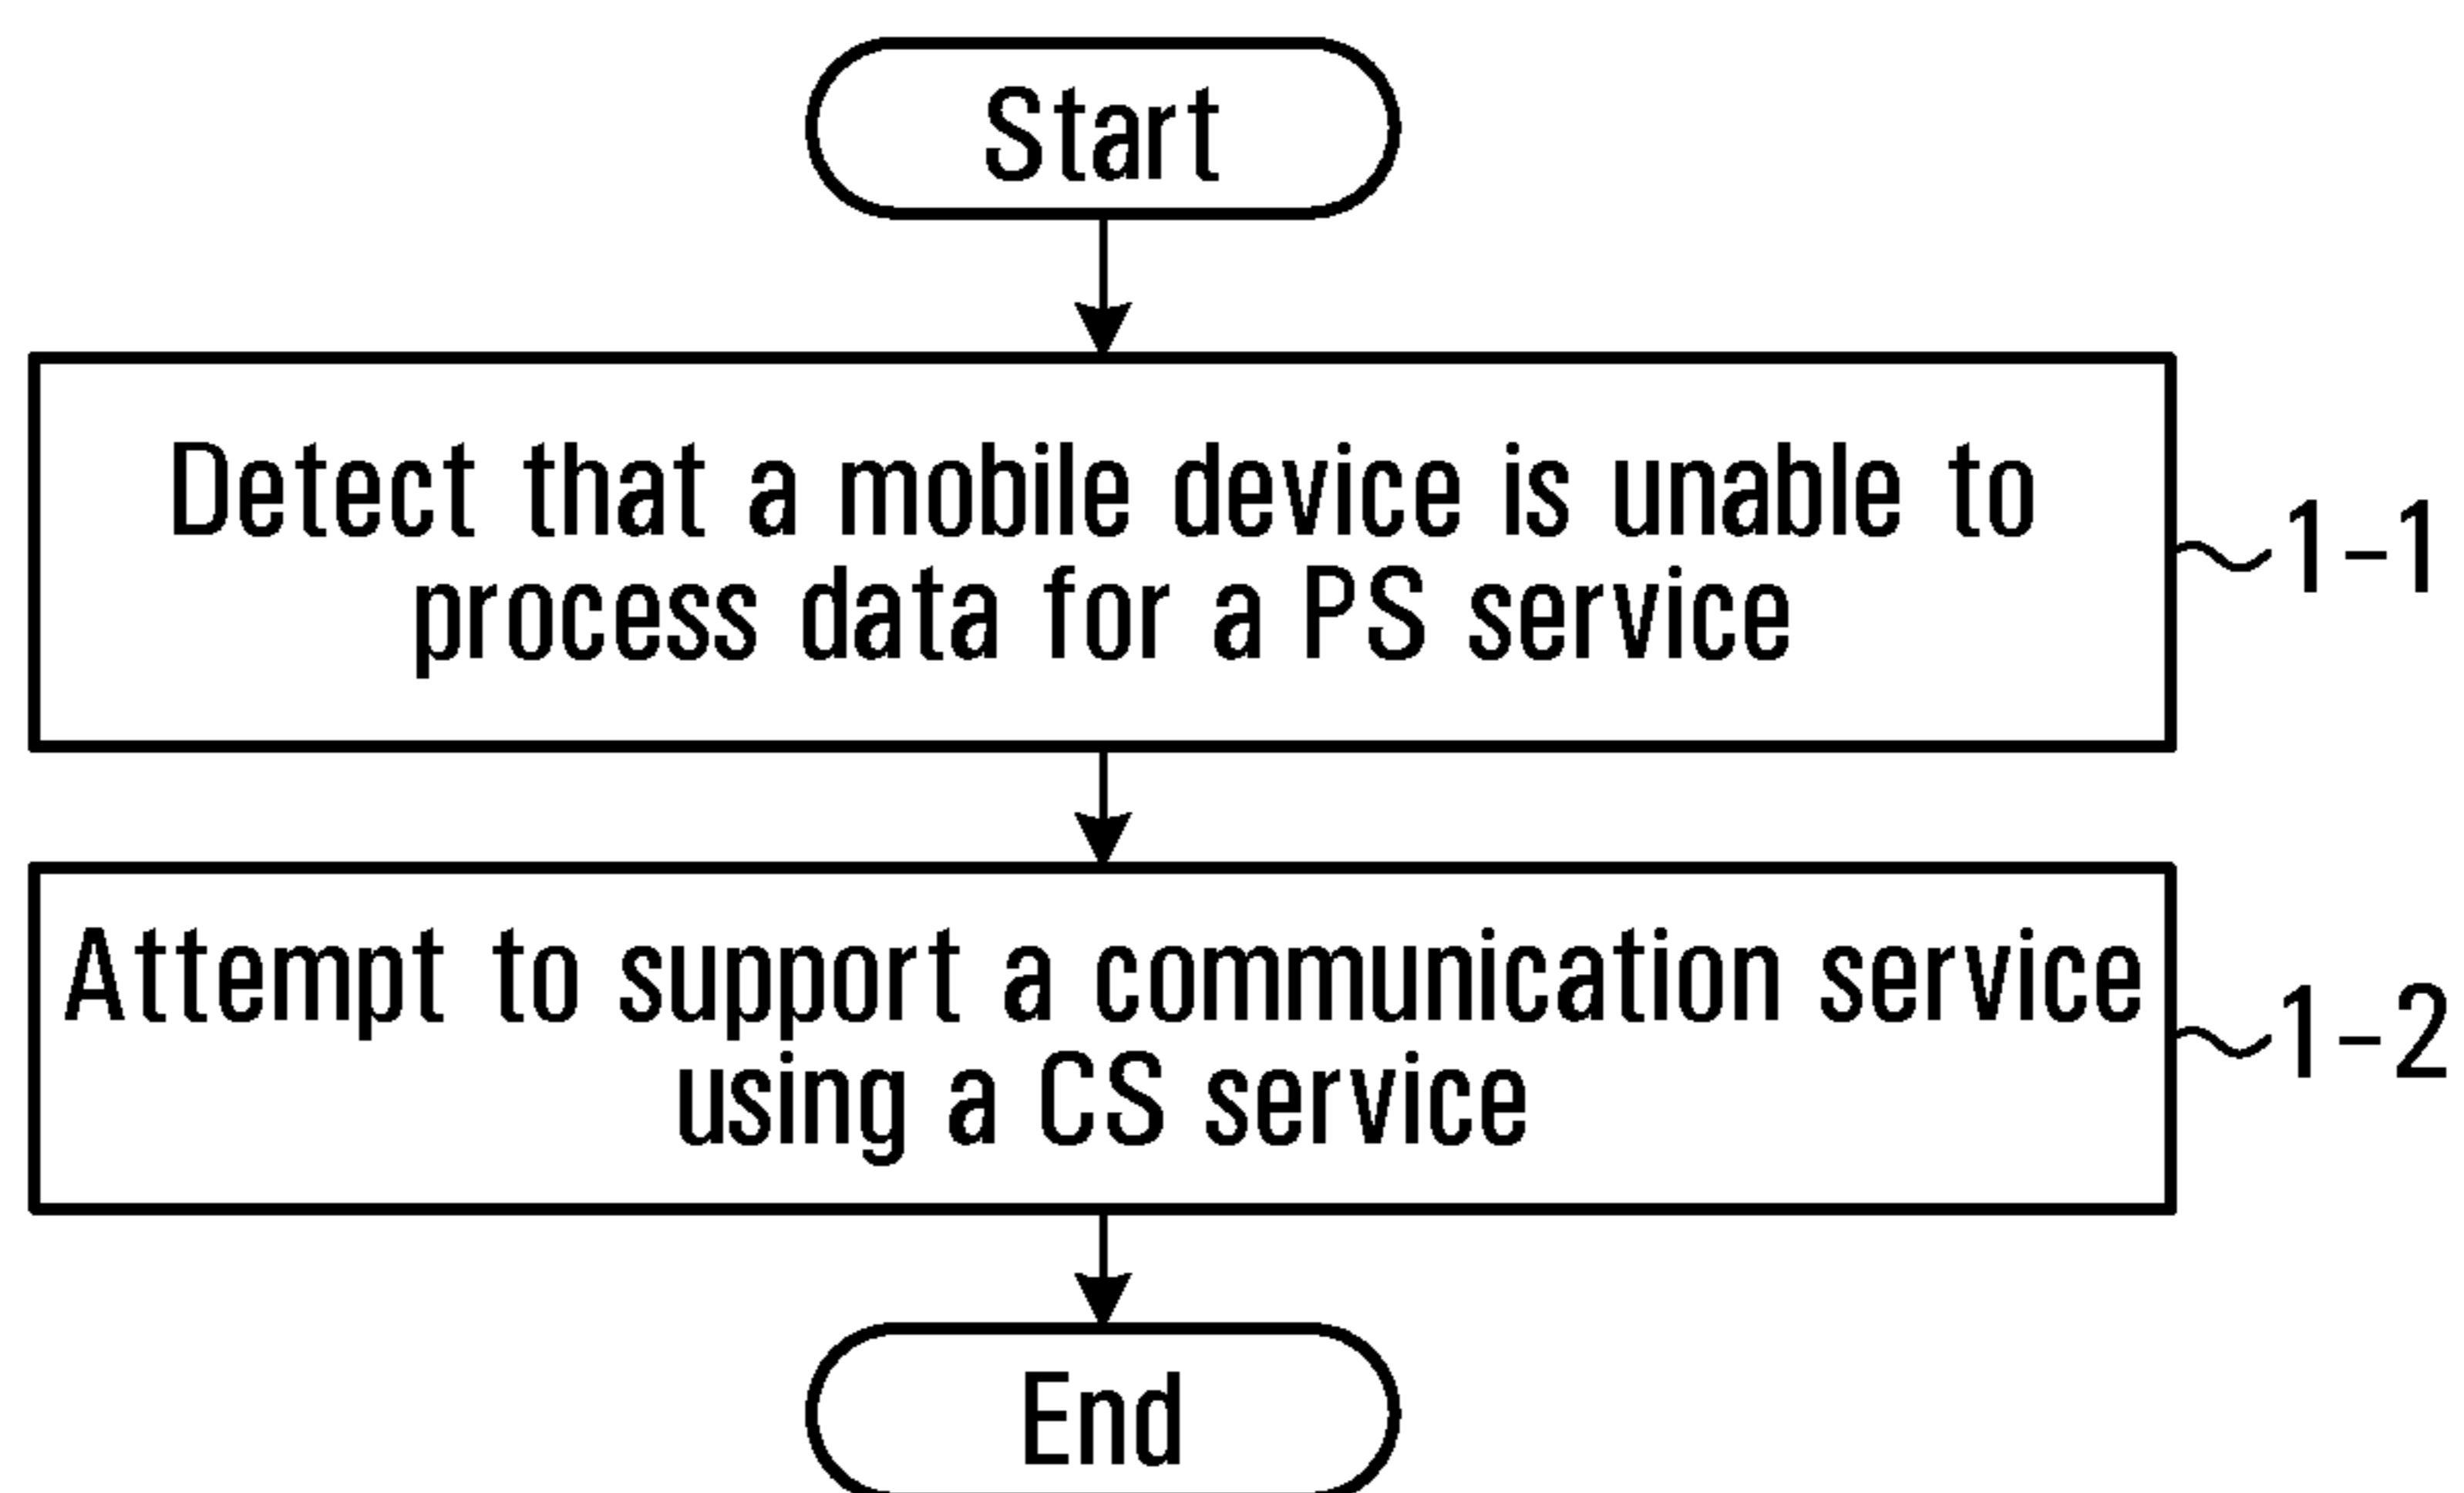 Start
Detect that a mobile device is unable to
process data for a PS service
1-1
Attempt to support a communication service
using a CS service
1-2
End